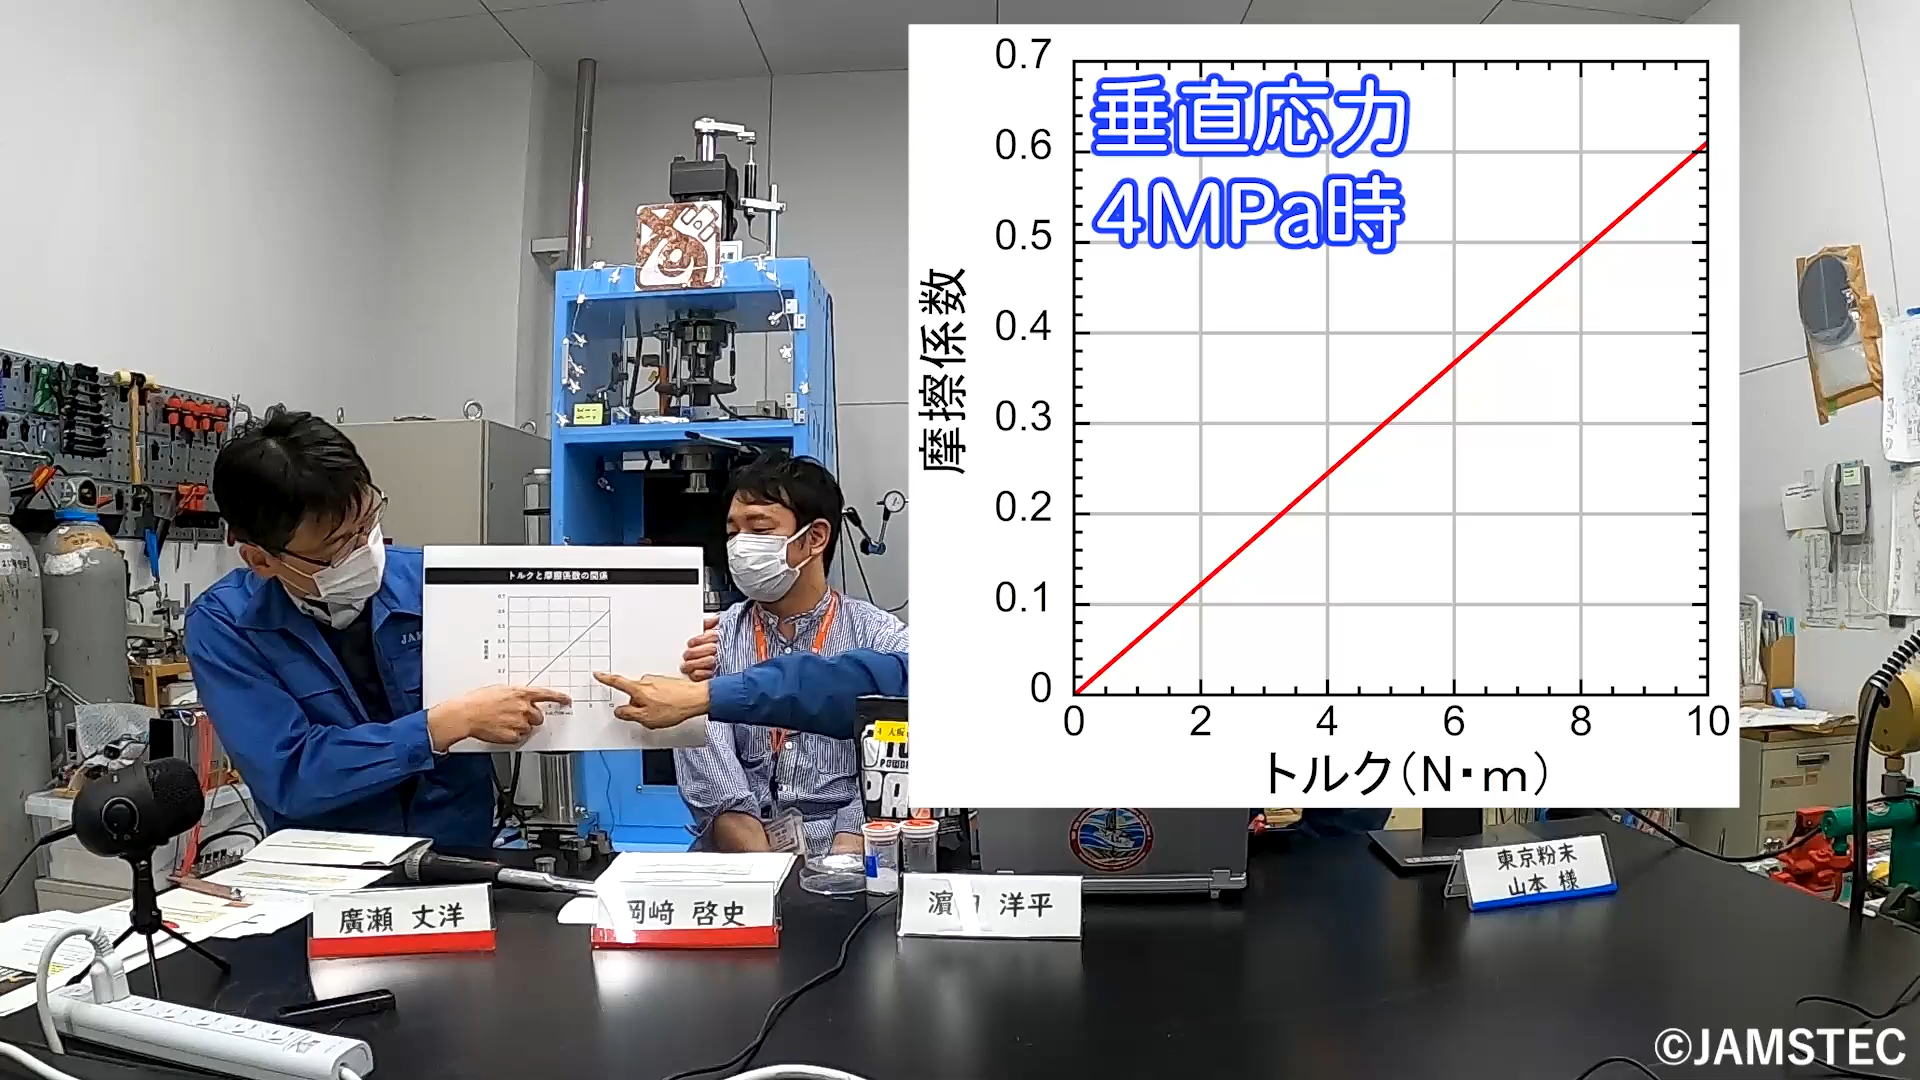 垂直応力
4MPa時
摩擦係数
0.7
0.6
0.5
0.4
0.3
0.2
0.1
0
0 2 4 6 8 10
トルク(N・m)
トルクと摩擦係数の関係
廣瀬 丈洋
岡﨑 啓史
洋平
東京粉末
山本 様
©JAMSTEC